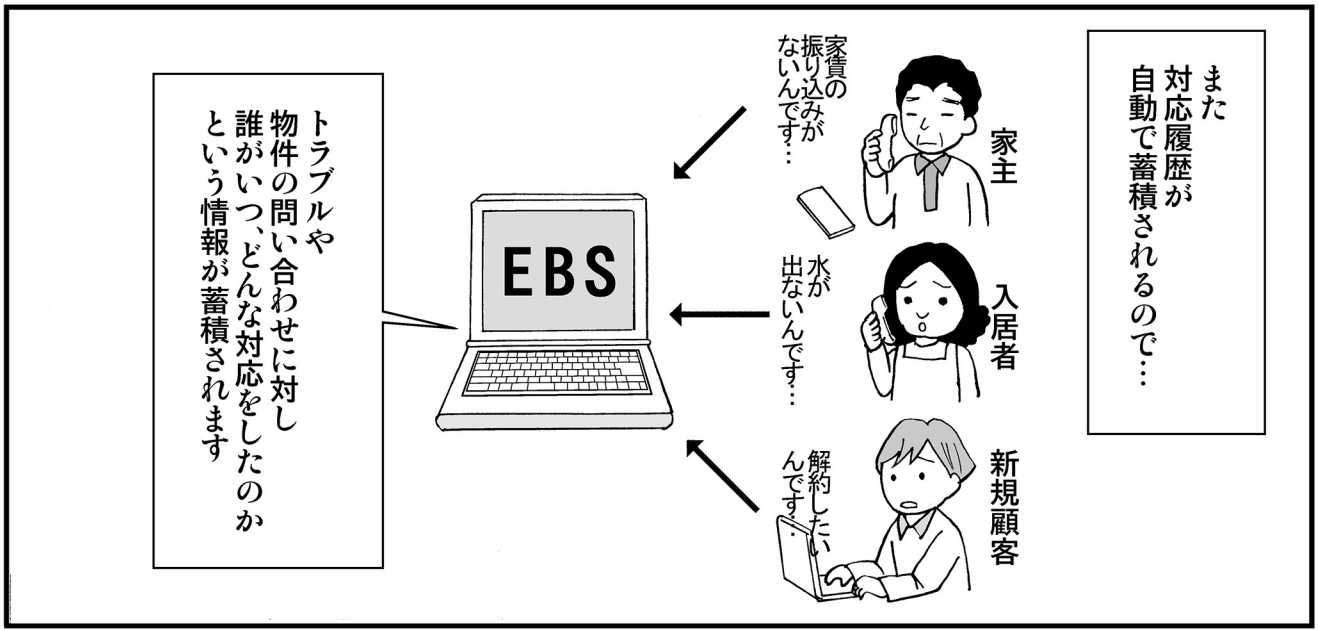 また
対応履歴が
自動で蓄積されるので…
家主
家賃の
振り込みが
ないんです…
入居者
水が
出ないんです…
新規顧客
解約したい
んです…
EBS
トラブルや
物件の問い合わせに対し
誰がいつ、どんな対応をしたのか
という情報が蓄積されます